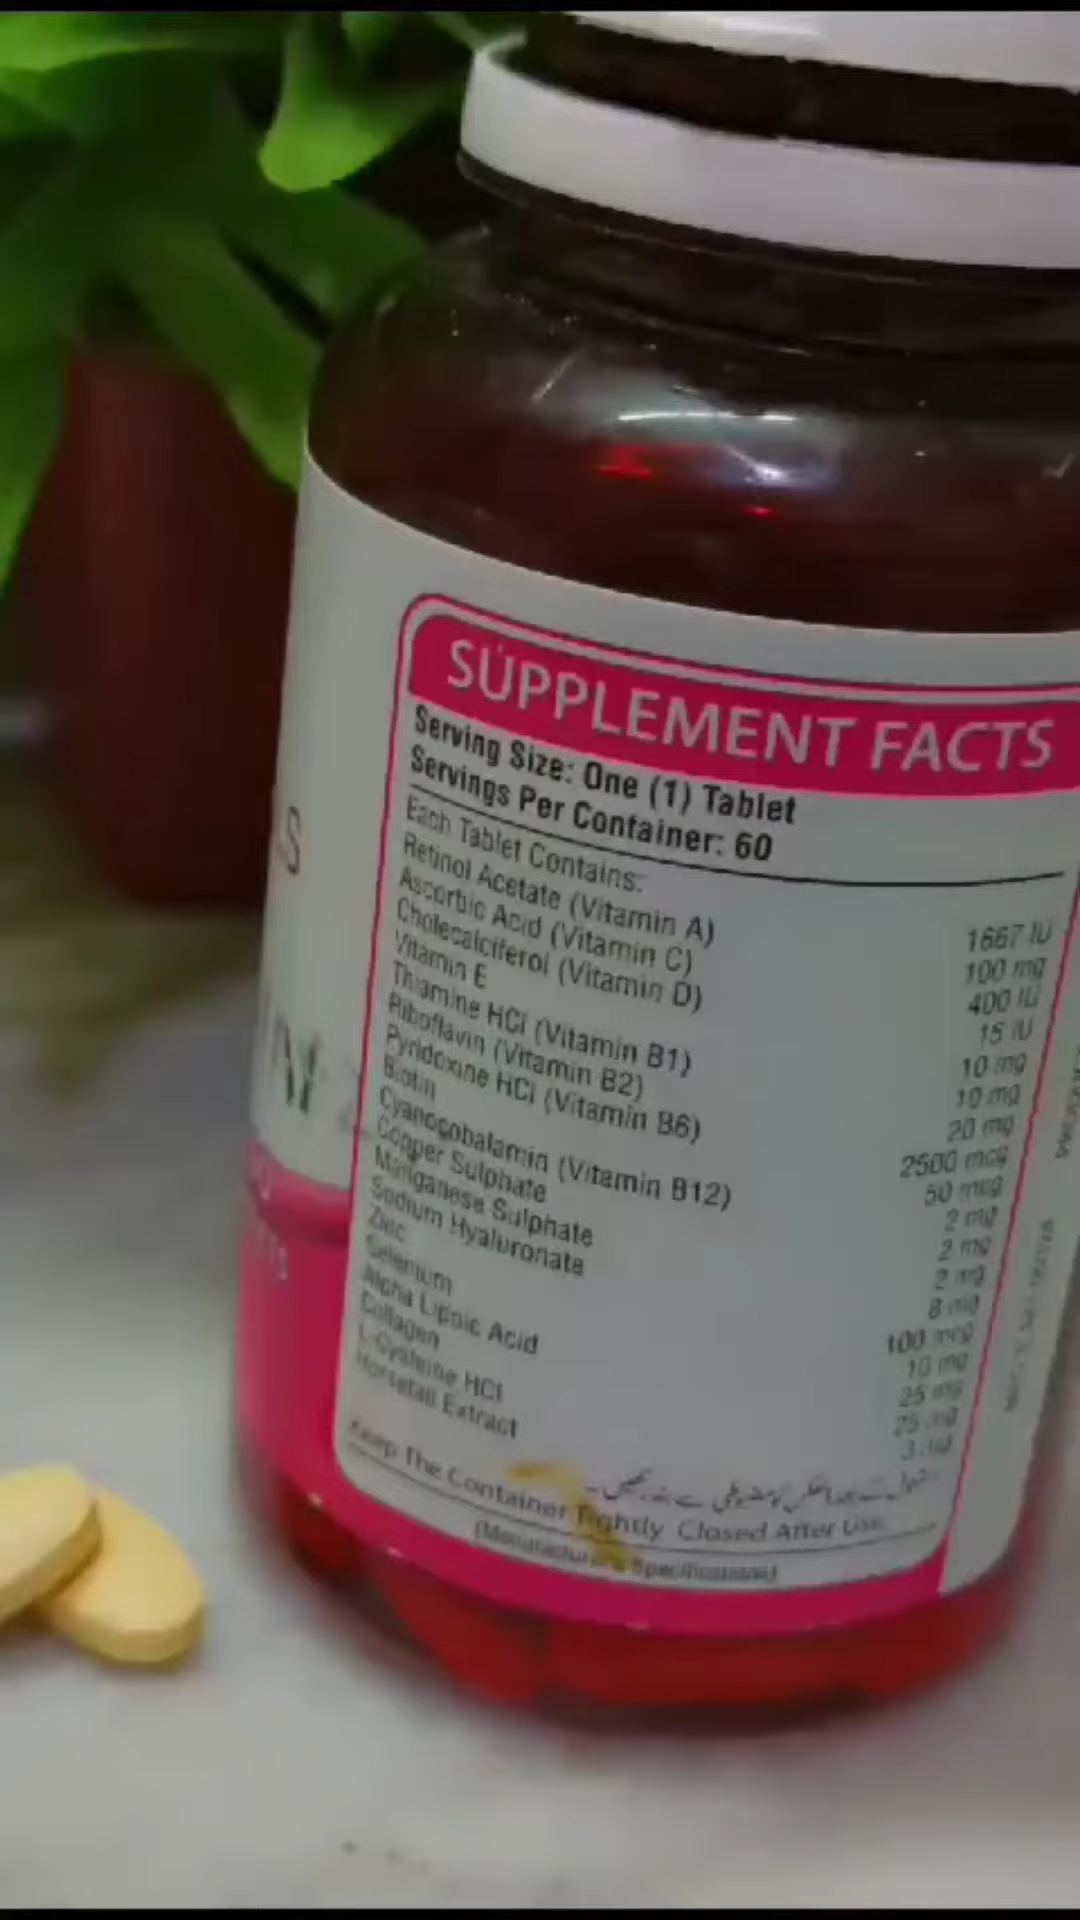 SUPPLEMENT FACTS
Serving Size: One (1) Tablet
Servings Per Container: 60
Each Tablet Contains:
Retinol Acetate (Vitamin A) 1667 IU
Ascorbic Acid (Vitamin C) 100 mg
Cholecalciferol (Vitamin D) 400 IU
Vitamin E 15 IU
Thiamine HCl (Vitamin B1) 10 mg
Riboflavin (Vitamin B2) 10 mg
Pyridoxine HCl (Vitamin B6) 20 mg
Biotin 2500 mcg
Cyanocobalamin (Vitamin B12) 50 mcg
Copper Sulphate 2 mg
Manganese Sulphate 2 mg
Sodium Hyaluronate 2 mg
Zinc 8 mg
Selenium 100 mcg
Alpha Lipoic Acid 10 mg
Collagen 25 mg
L-Cysteine HCl 25 mg
Horsetail Extract 3 mg
Keep The Container Tightly Closed After Use
(Manufacturer's Specifications)